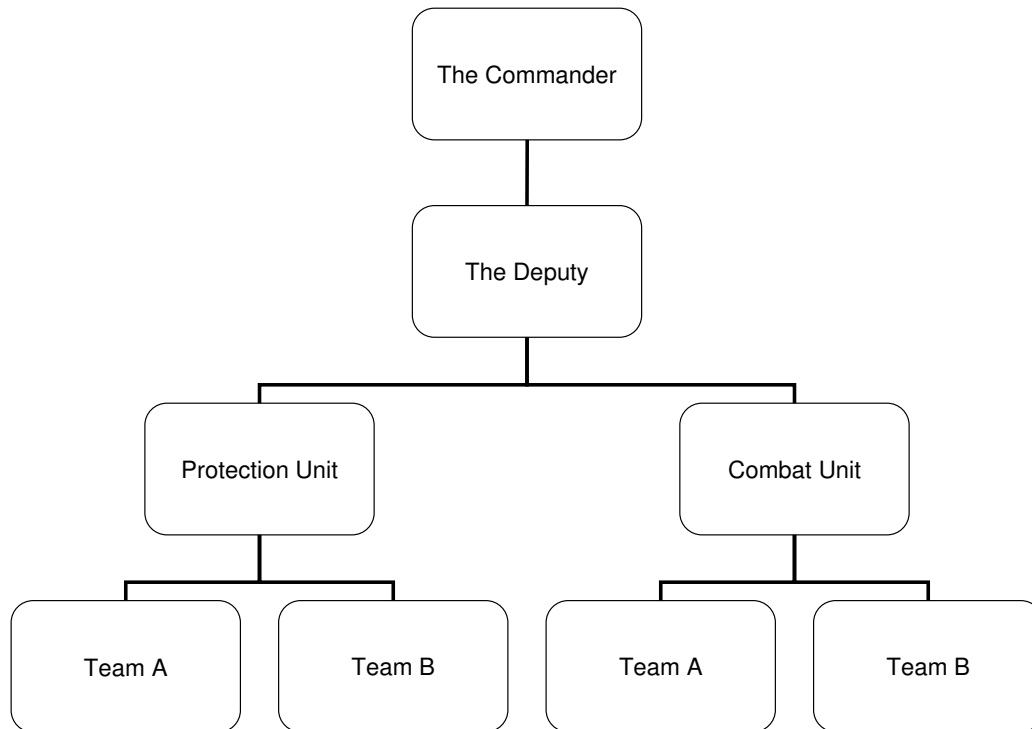 The Commander
The Deputy
Protection Unit
Combat Unit
Team A
Team B
Team A
Team B